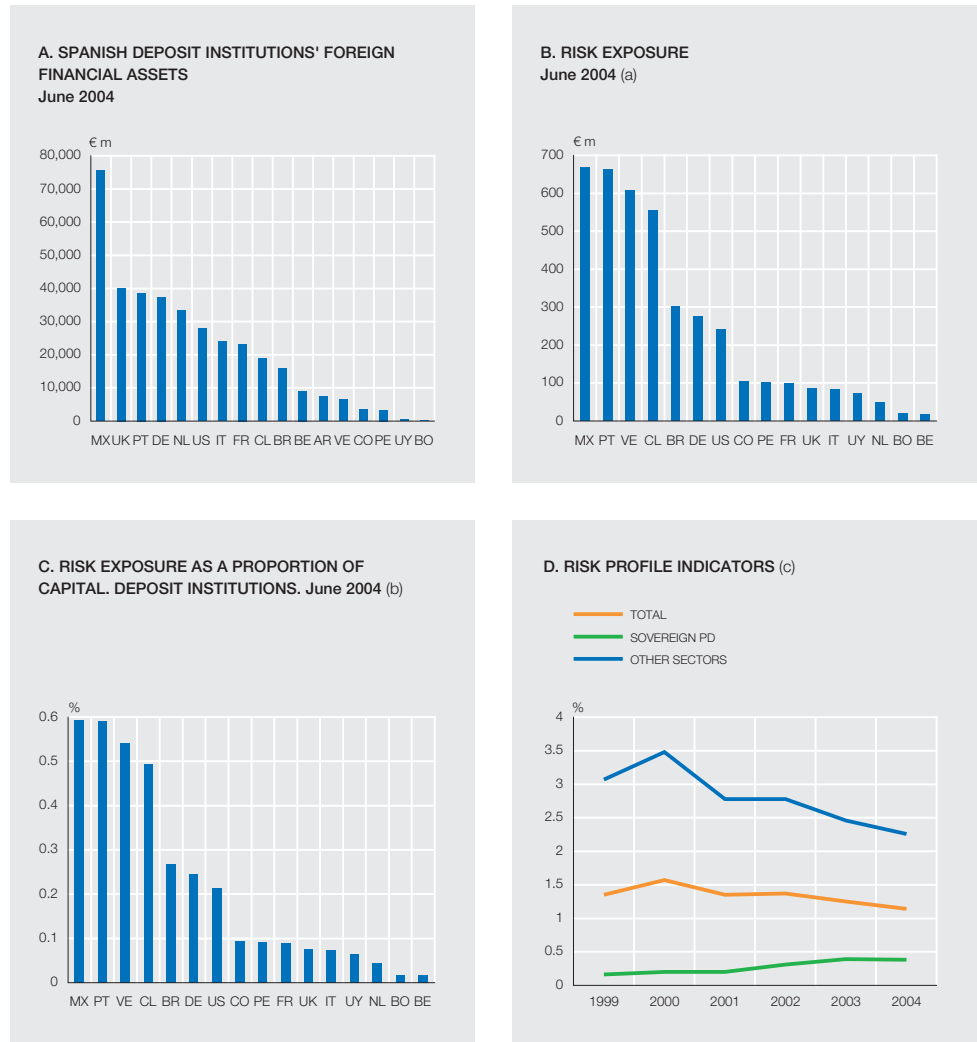 A. SPANISH DEPOSIT INSTITUTIONS' FOREIGN
FINANCIAL ASSETS
June 2004
€ m
80,000
70,000
60,000
50,000
40,000
30,000
20,000
10,000
0
MX UK PT DE NL US IT FR CL BR BE AR VE CO PE UY BO
B. RISK EXPOSURE
June 2004 (a)
€ m
700
600
500
400
300
200
100
0
MX PT VE CL BR DE US CO PE FR UK IT UY NL BO BE
C. RISK EXPOSURE AS A PROPORTION OF
CAPITAL. DEPOSIT INSTITUTIONS. June 2004 (b)
%
0.6
0.5
0.4
0.3
0.2
0.1
0
MX PT VE CL BR DE US CO PE FR UK IT UY NL BO BE
D. RISK PROFILE INDICATORS (c)
TOTAL
SOVEREIGN PD
OTHER SECTORS
%
4
3.5
3
2.5
2
1.5
1
0.5
0
1999 2000 2001 2002 2003 2004